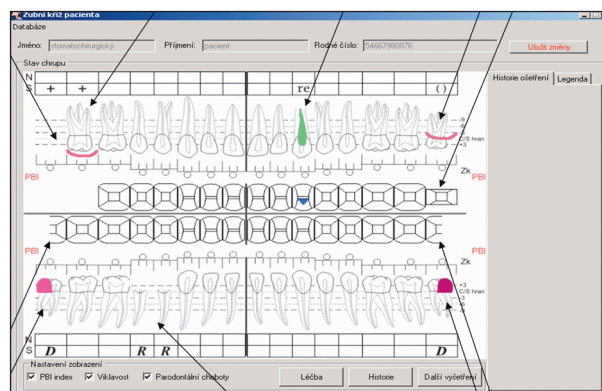 Zubní kříž pacienta
Databáze
Jméno: stomatochirurgický Příjmení: pacient Rodné číslo: 54667980876 Uložit změny
Stav chrupu
Historie ošetření Legenda
N
S + + re ( )
C/S hran
+3
Zk
PBI PBI
PBI PBI
Zk
+3
C/S hran
N
S D R R D
Nastavení zobrazení
PBI index Viklavost Parodontální choboty Léčba Historie Další vyšetření